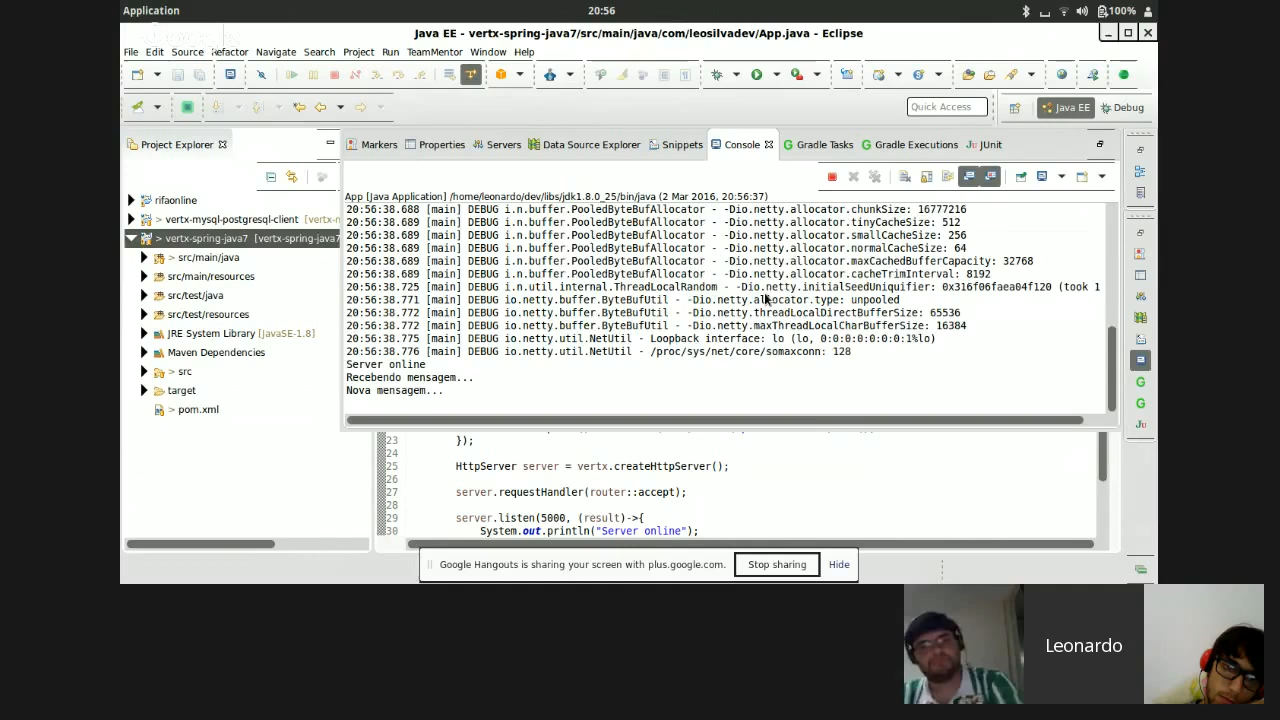 Application 20:56 100%
Java EE - vertx-spring-java7/src/main/java/com/leosilvadev/App.java - Eclipse
File Edit Source Refactor Navigate Search Project Run TeamMentor Window Help
Quick Access Java EE Debug
Project Explorer Markers Properties Servers Data Source Explorer Snippets Console Gradle Tasks Gradle Executions JUnit
App [Java Application] /home/leonardo/dev/libs/jdk1.8.0_25/bin/java (2 Mar 2016, 20:56:37)
rifaonline
> vertx-mysql-postgresql-client [vertx-m
> vertx-spring-java7 [vertx-spring-java7
> src/main/java
src/main/resources
src/test/java
src/test/resources
JRE System Library [JavaSE-1.8]
Maven Dependencies
> src
target
> pom.xml
20:56:38.688 [main] DEBUG i.n.buffer.PooledByteBufAllocator - -Dio.netty.allocator.chunkSize: 16777216
20:56:38.689 [main] DEBUG i.n.buffer.PooledByteBufAllocator - -Dio.netty.allocator.tinyCacheSize: 512
20:56:38.689 [main] DEBUG i.n.buffer.PooledByteBufAllocator - -Dio.netty.allocator.smallCacheSize: 256
20:56:38.689 [main] DEBUG i.n.buffer.PooledByteBufAllocator - -Dio.netty.allocator.normalCacheSize: 64
20:56:38.689 [main] DEBUG i.n.buffer.PooledByteBufAllocator - -Dio.netty.allocator.maxCachedBufferCapacity: 32768
20:56:38.689 [main] DEBUG i.n.buffer.PooledByteBufAllocator - -Dio.netty.allocator.cacheTrimInterval: 8192
20:56:38.725 [main] DEBUG i.n.util.internal.ThreadLocalRandom - -Dio.netty.initialSeedUniquifier: 0x316f06faea04f120 (took 1
20:56:38.771 [main] DEBUG io.netty.buffer.ByteBufUtil - -Dio.netty.allocator.type: unpooled
20:56:38.772 [main] DEBUG io.netty.buffer.ByteBufUtil - -Dio.netty.threadLocalDirectBufferSize: 65536
20:56:38.772 [main] DEBUG io.netty.buffer.ByteBufUtil - -Dio.netty.maxThreadLocalCharBufferSize: 16384
20:56:38.775 [main] DEBUG io.netty.util.NetUtil - Loopback interface: lo (lo, 0:0:0:0:0:0:0:1%lo)
20:56:38.776 [main] DEBUG io.netty.util.NetUtil - /proc/sys/net/core/somaxconn: 128
Server online
Recebendo mensagem...
Nova mensagem...
23 });
24
25 HttpServer server = vertx.createHttpServer();
26
27 server.requestHandler(router::accept);
28
29 server.listen(5000, (result)->{
30 System.out.println("Server online");
Google Hangouts is sharing your screen with plus.google.com. Stop sharing Hide
Leonardo